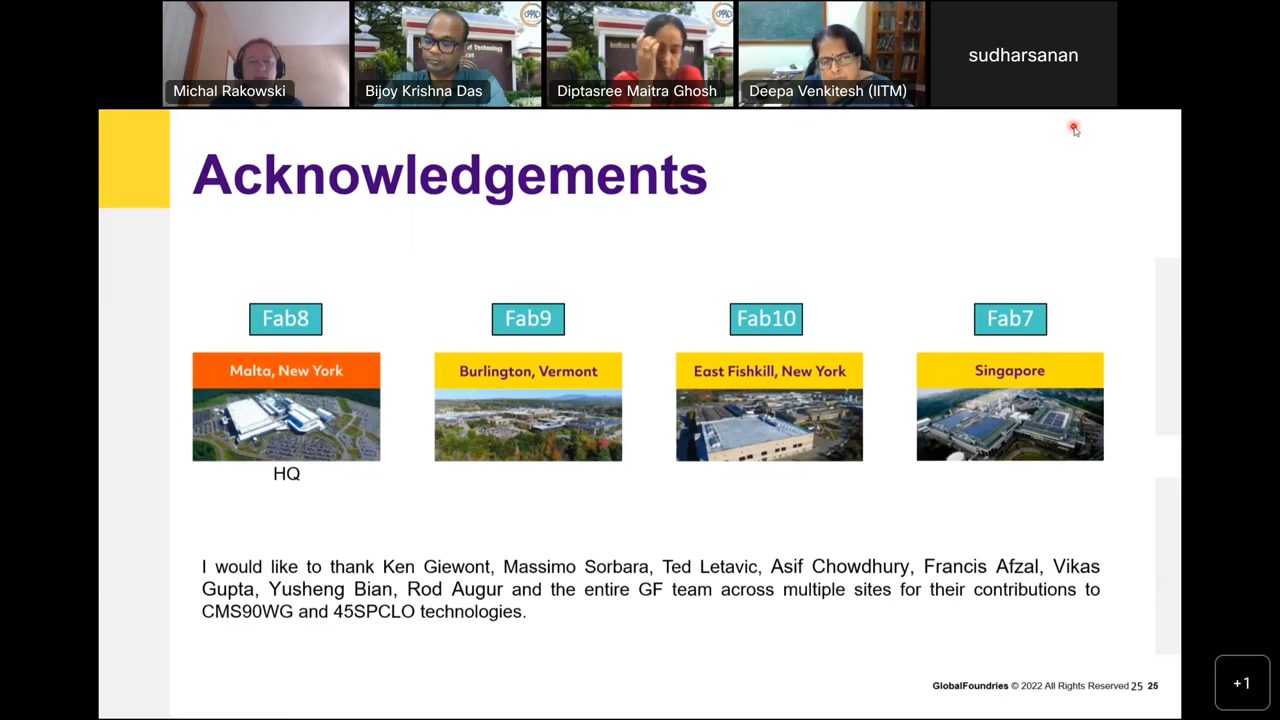 Michal Rakowski
Bijoy Krishna Das
Diptasree Maitra Ghosh
Deepa Venkitesh (IITM)
sudharsanan
Acknowledgements
Fab8
Fab9
Fab10
Fab7
Malta, New York
Burlington, Vermont
East Fishkill, New York
Singapore
HQ
I would like to thank Ken Giewont, Massimo Sorbara, Ted Letavic, Asif Chowdhury, Francis Afzal, Vikas
Gupta, Yusheng Bian, Rod Augur and the entire GF team across multiple sites for their contributions to
CMS90WG and 45SPCLO technologies.
GlobalFoundries © 2022 All Rights Reserved 25 25
+1